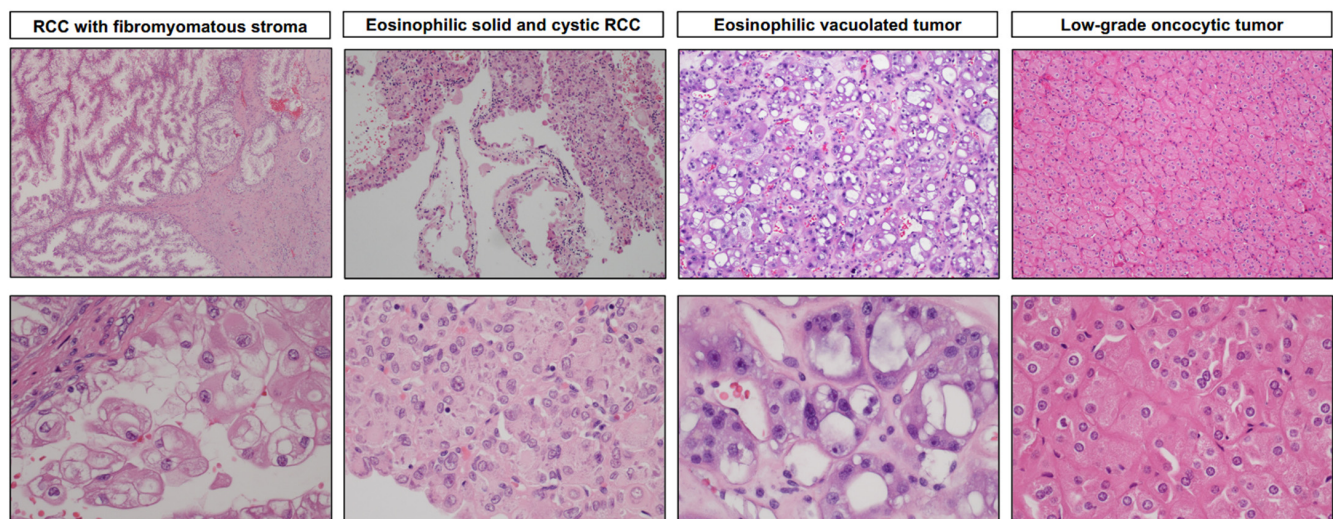 RCC with fibromyomatous stroma
Eosinophilic solid and cystic RCC
Eosinophilic vacuolated tumor
Low-grade oncocytic tumor